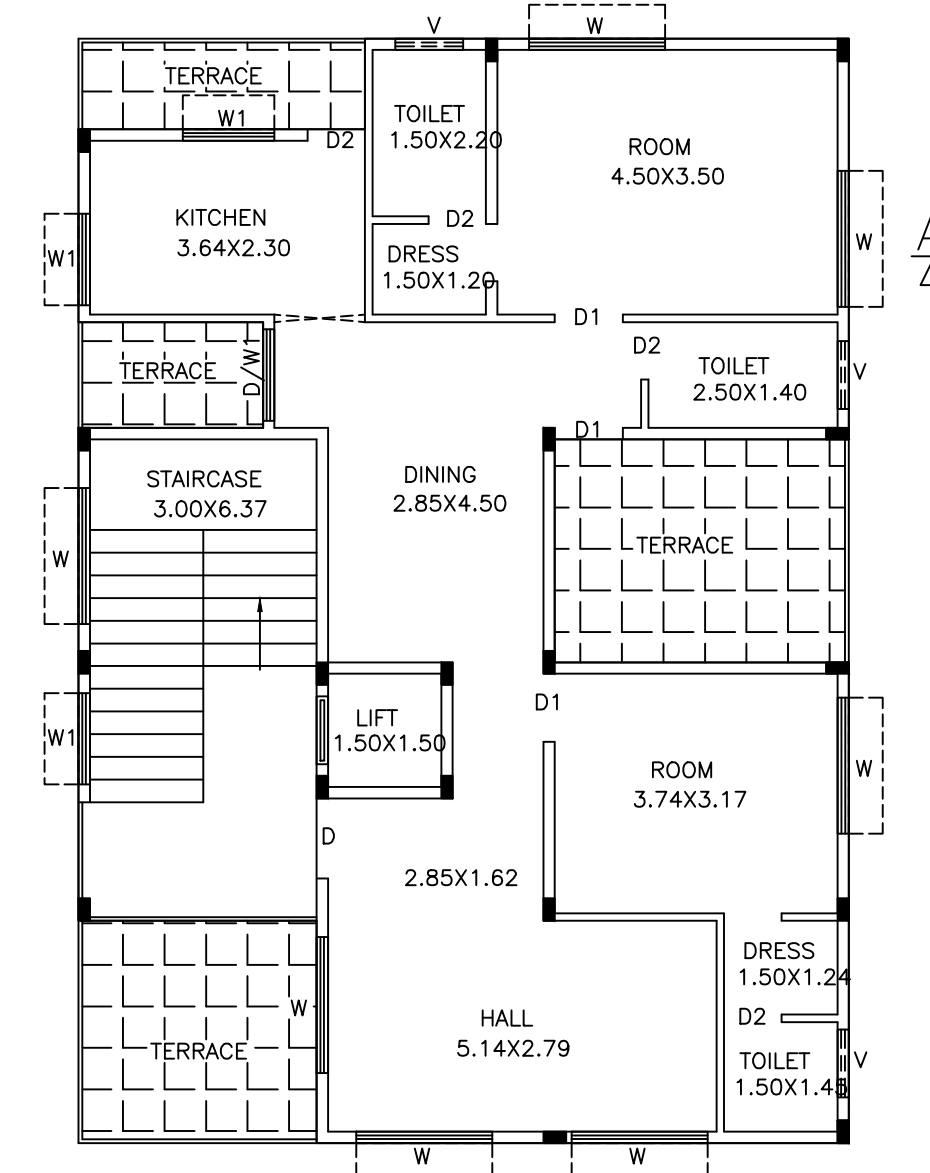 V
W
TERRACE
W1
D2
TOILET
1.50X2.20
ROOM
4.50X3.50
KITCHEN
3.64X2.30
W1
D2
DRESS
1.50X1.20
W
D1
D2
TERRACE
D/W1
TOILET
2.50X1.40
V
D1
STAIRCASE
3.00X6.37
DINING
2.85X4.50
TERRACE
W
D1
LIFT
1.50X1.50
W1
ROOM
3.74X3.17
W
D
2.85X1.62
DRESS
1.50X1.24
W
HALL
5.14X2.79
D2
TERRACE
TOILET
1.50X1.45
V
W
W